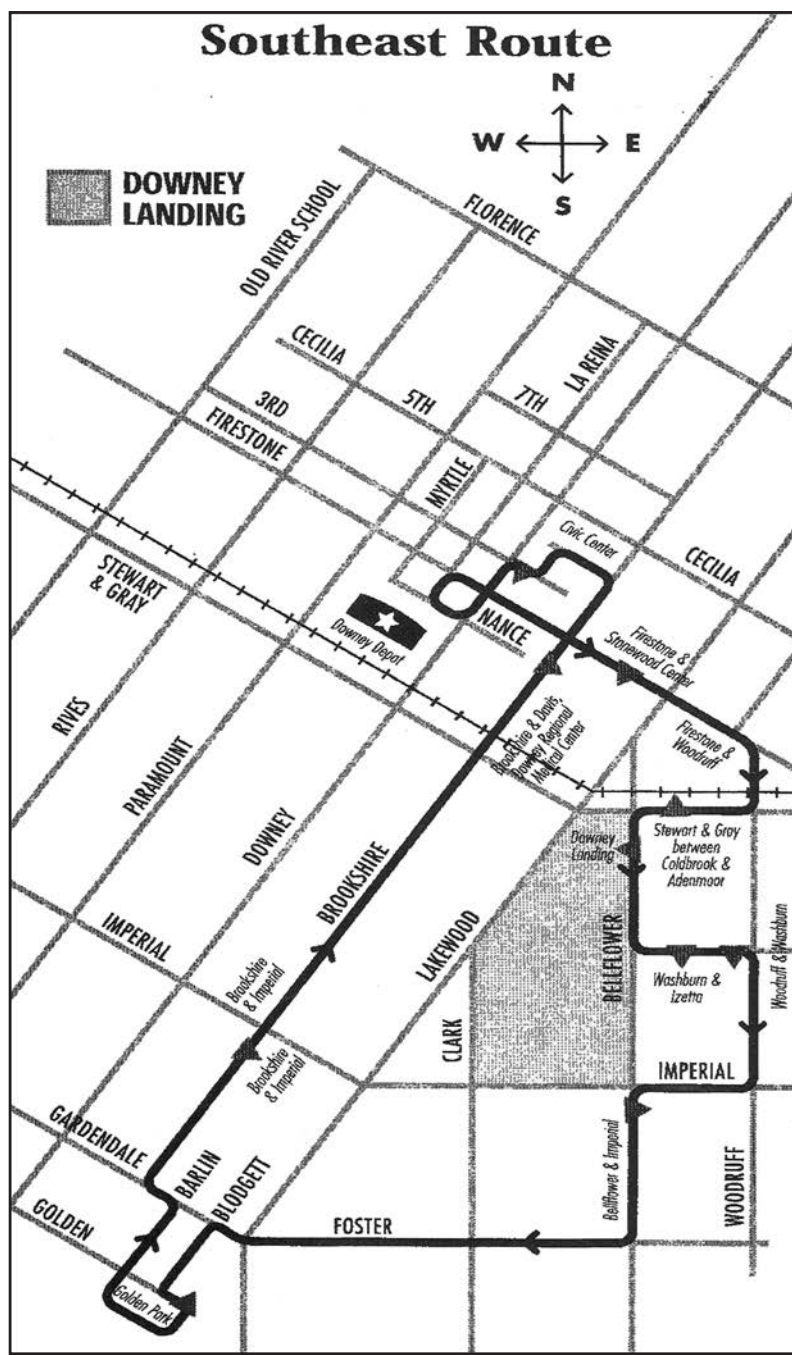 Southeast Route
N
W
E
S
DOWNEY
LANDING
OLD RIVER SCHOOL
FLORENCE
CECILIA
LA REINA
3RD
5TH
7TH
FIRESTONE
MYRTLE
Civic Center
CECILIA
STEWART
& GRAY
Downey Depot
NANCE
Firestone &
Stonewood Center
Brookshire & Davis,
Downey Regional
Medical Center
Firestone &
Woodruff
RIVES
PARAMOUNT
DOWNEY
BROOKSHIRE
Downey
Landing
Stewart & Gray
between
Coldbrook &
Adenmoor
IMPERIAL
LAKEWOOD
BELLFLOWER
Woodruff & Washburn
Brookshire
& Imperial
Washburn &
Izetta
CLARK
Brookshire
& Imperial
IMPERIAL
GARDENDALE
BARLIN
BLODGETT
Bellflower & Imperial
WOODRUFF
GOLDEN
FOSTER
Golden Park